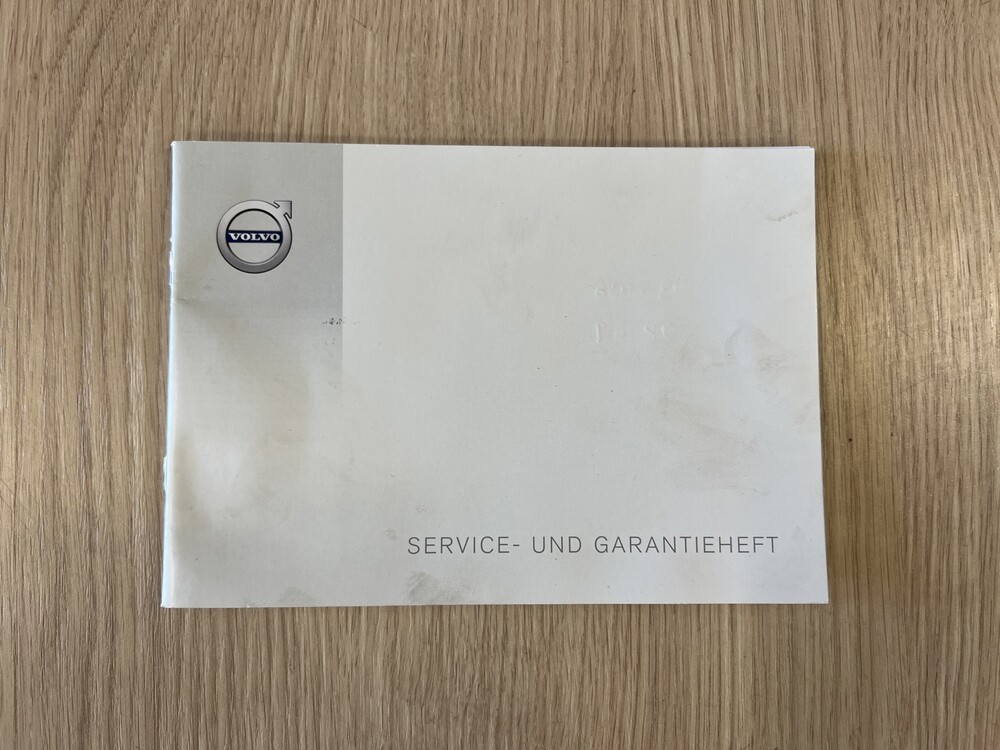 VOLVO
SERVICE- UND GARANTIEHEFT